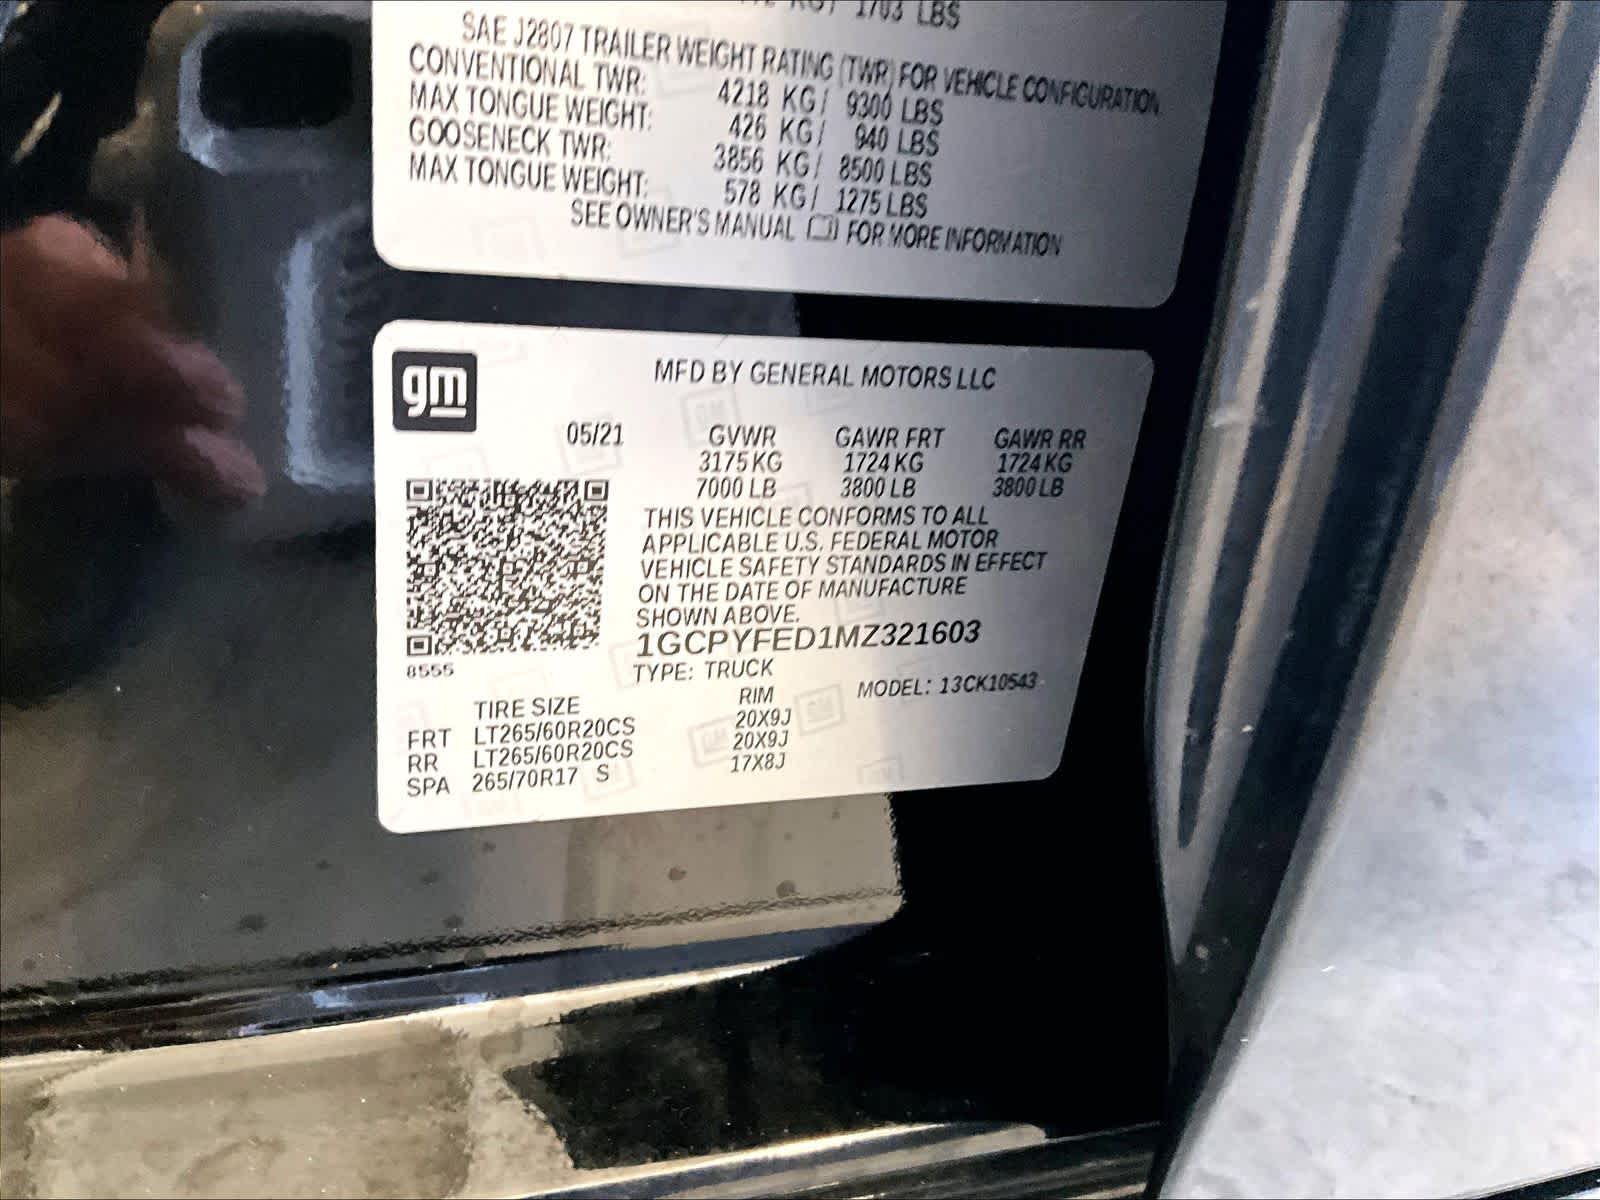 1703 LBS
SAE J2807 TRAILER WEIGHT RATING (TWR) FOR VEHICLE CONFIGURATION
CONVENTIONAL TWR: 4218 KG/ 9300 LBS
MAX TONGUE WEIGHT: 426 KG/ 940 LBS
GOOSENECK TWR: 3856 KG/ 8500 LBS
MAX TONGUE WEIGHT: 578 KG/ 1275 LBS
SEE OWNER'S MANUAL FOR MORE INFORMATION
gm
MFD BY GENERAL MOTORS LLC
05/21 GVWR GAWR FRT GAWR RR
3175 KG 1724 KG 1724 KG
7000 LB 3800 LB 3800 LB
THIS VEHICLE CONFORMS TO ALL
APPLICABLE U.S. FEDERAL MOTOR
VEHICLE SAFETY STANDARDS IN EFFECT
ON THE DATE OF MANUFACTURE
SHOWN ABOVE.
1GCPYFED1MZ321603
8555 TYPE: TRUCK
TIRE SIZE RIM MODEL: 13CK10543
FRT LT265/60R20CS 20X9J
RR LT265/60R20CS 20X9J
SPA 265/70R17 S 17X8J